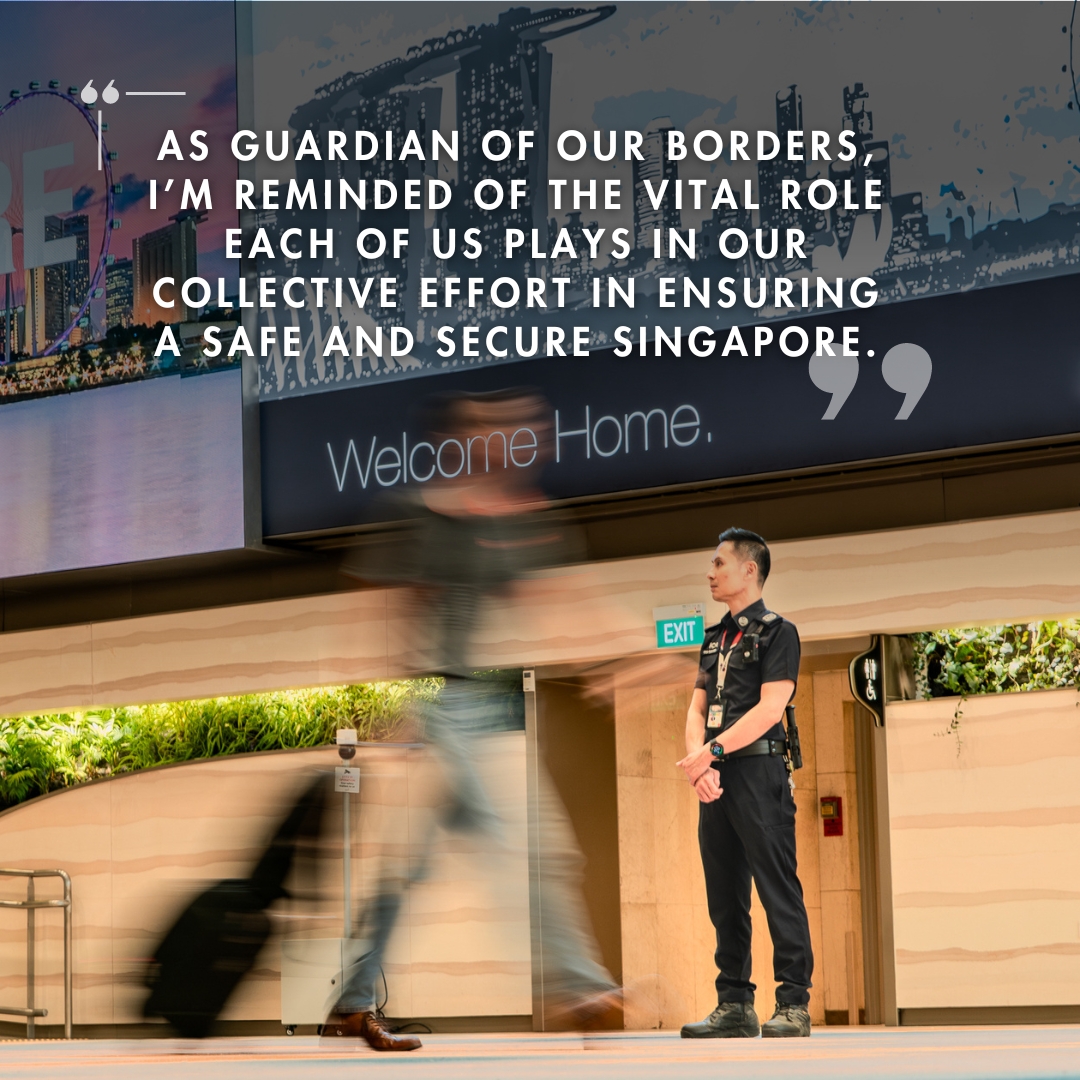 AS GUARDIAN OF OUR BORDERS,
I’M REMINDED OF THE VITAL ROLE
EACH OF US PLAYS IN OUR
COLLECTIVE EFFORT IN ENSURING
A SAFE AND SECURE SINGAPORE.
RE
Welcome Home.
EXIT